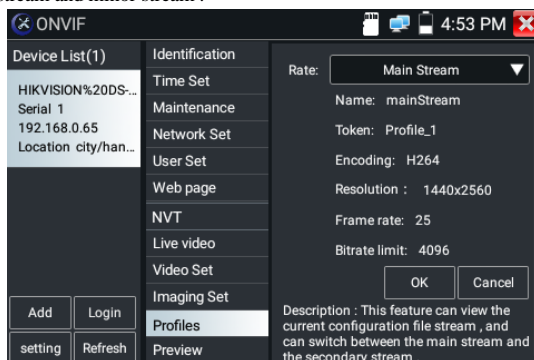 stream and minor stream .
ONVIF
4:53 PM
Device List(1)
HIKVISION%20DS-...
Serial 1
192.168.0.65
Location city/han...
Add
Login
setting
Refresh
Identification
Time Set
Maintenance
Network Set
User Set
Web page
NVT
Live video
Video Set
Imaging Set
Profiles
Preview
Rate: Main Stream
Name: mainStream
Token: Profile_1
Encoding: H264
Resolution : 1440x2560
Frame rate: 25
Bitrate limit: 4096
OK
Cancel
Description : This feature can view the
current configuration file stream , and
can switch between the main stream and
the secondary stream